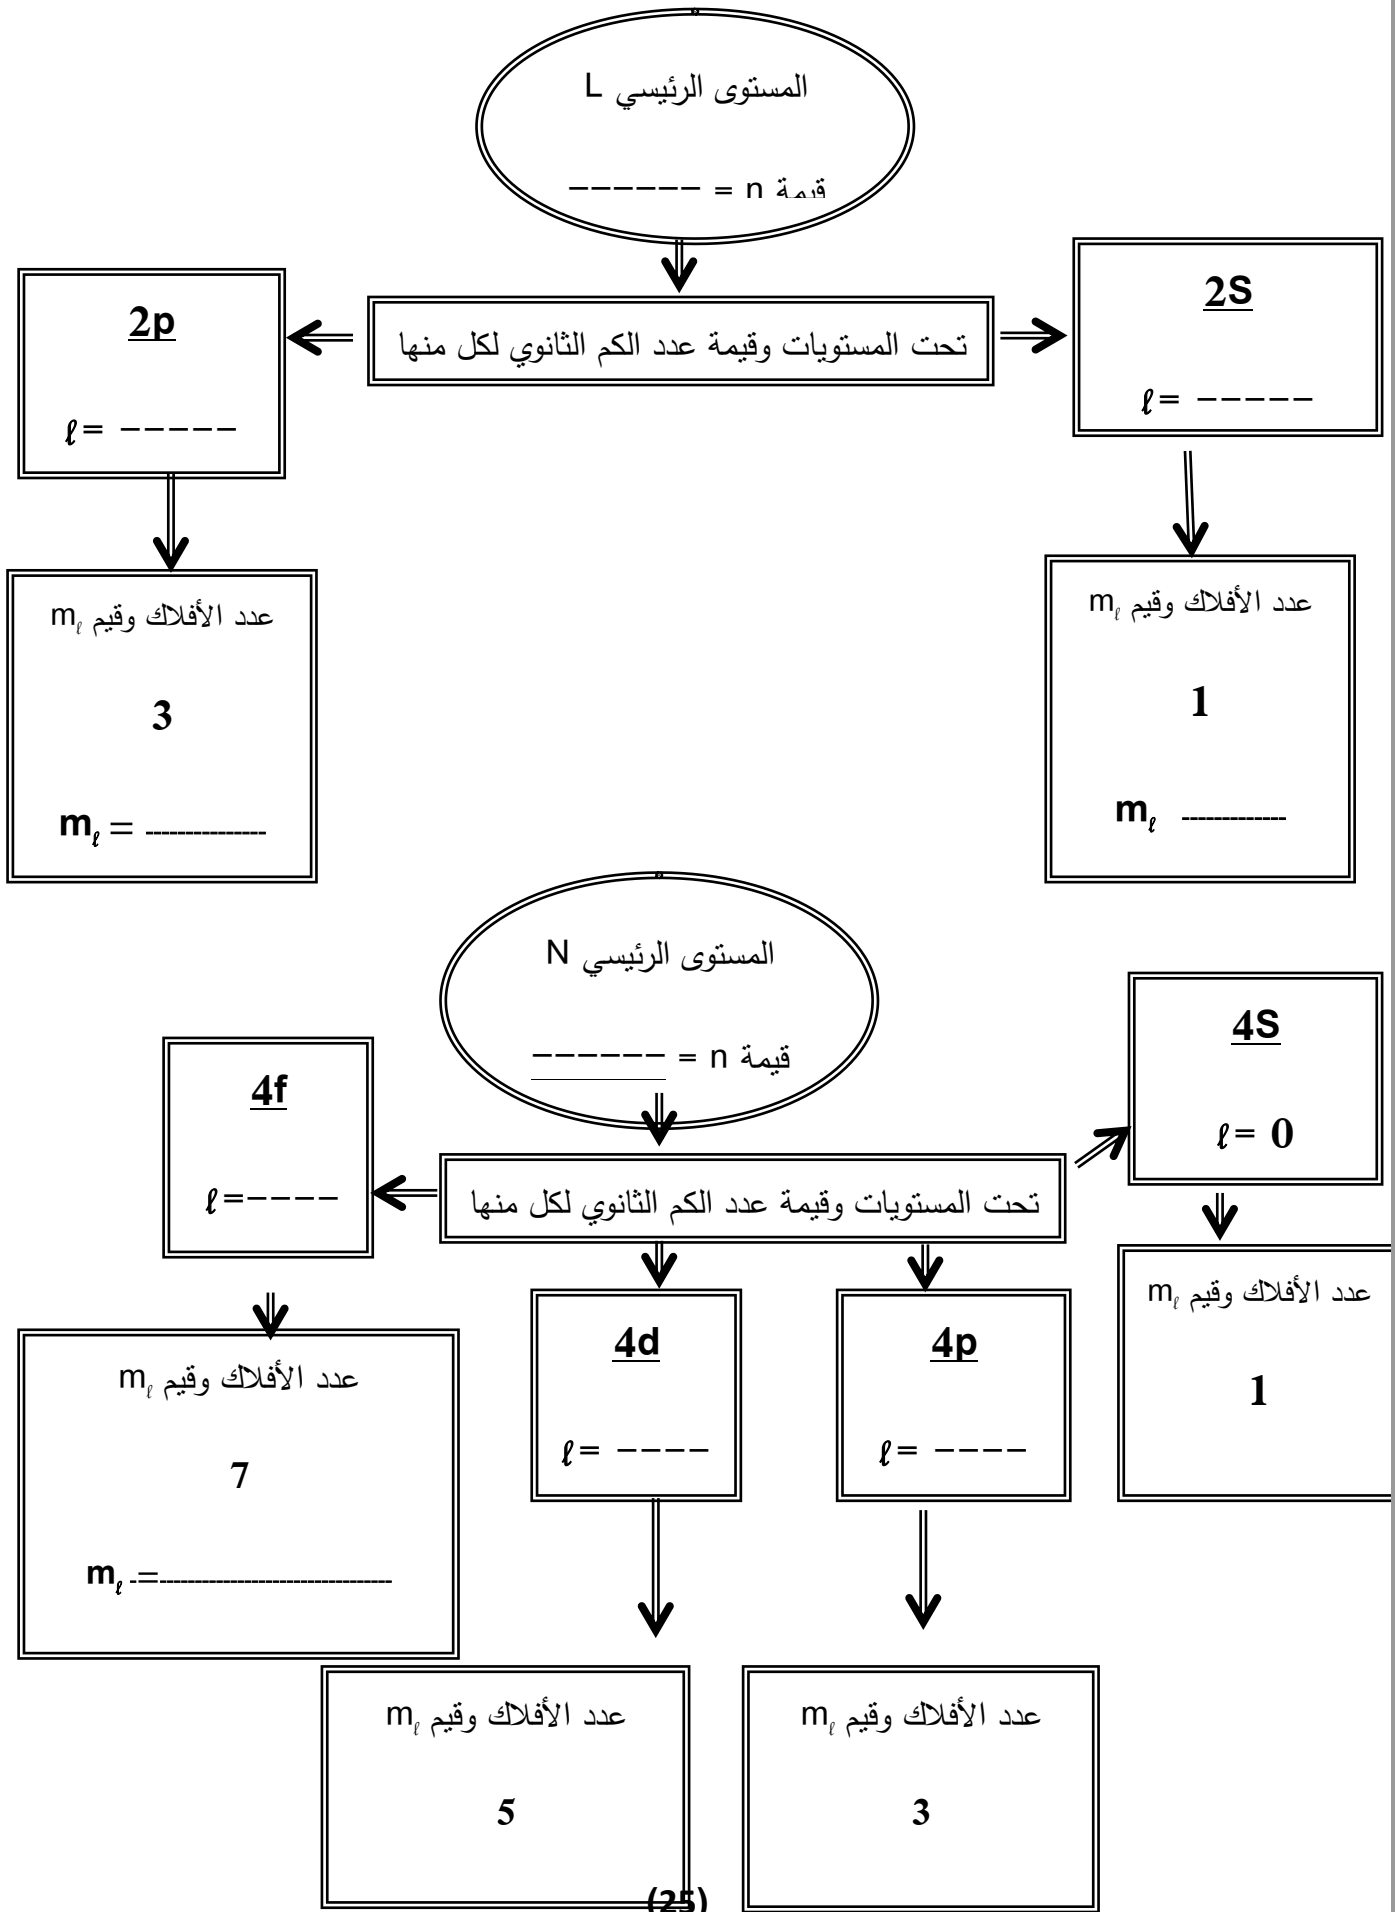 المستوى الرئيسي L
قيمة n = ------
2S
ℓ = -----
تحت المستويات وقيمة عدد الكم الثانوي لكل منها
2p
ℓ = -----
عدد الأفلاك وقيم mℓ
1
mℓ -------------
عدد الأفلاك وقيم mℓ
3
mℓ = ---------------
المستوى الرئيسي N
قيمة n = ------
4S
ℓ = 0
4f
ℓ =----
تحت المستويات وقيمة عدد الكم الثانوي لكل منها
عدد الأفلاك وقيم mℓ
1
4p
ℓ = ----
4d
ℓ = ----
عدد الأفلاك وقيم mℓ
7
mℓ -=---------------------------------
عدد الأفلاك وقيم mℓ
3
عدد الأفلاك وقيم mℓ
5
(25)